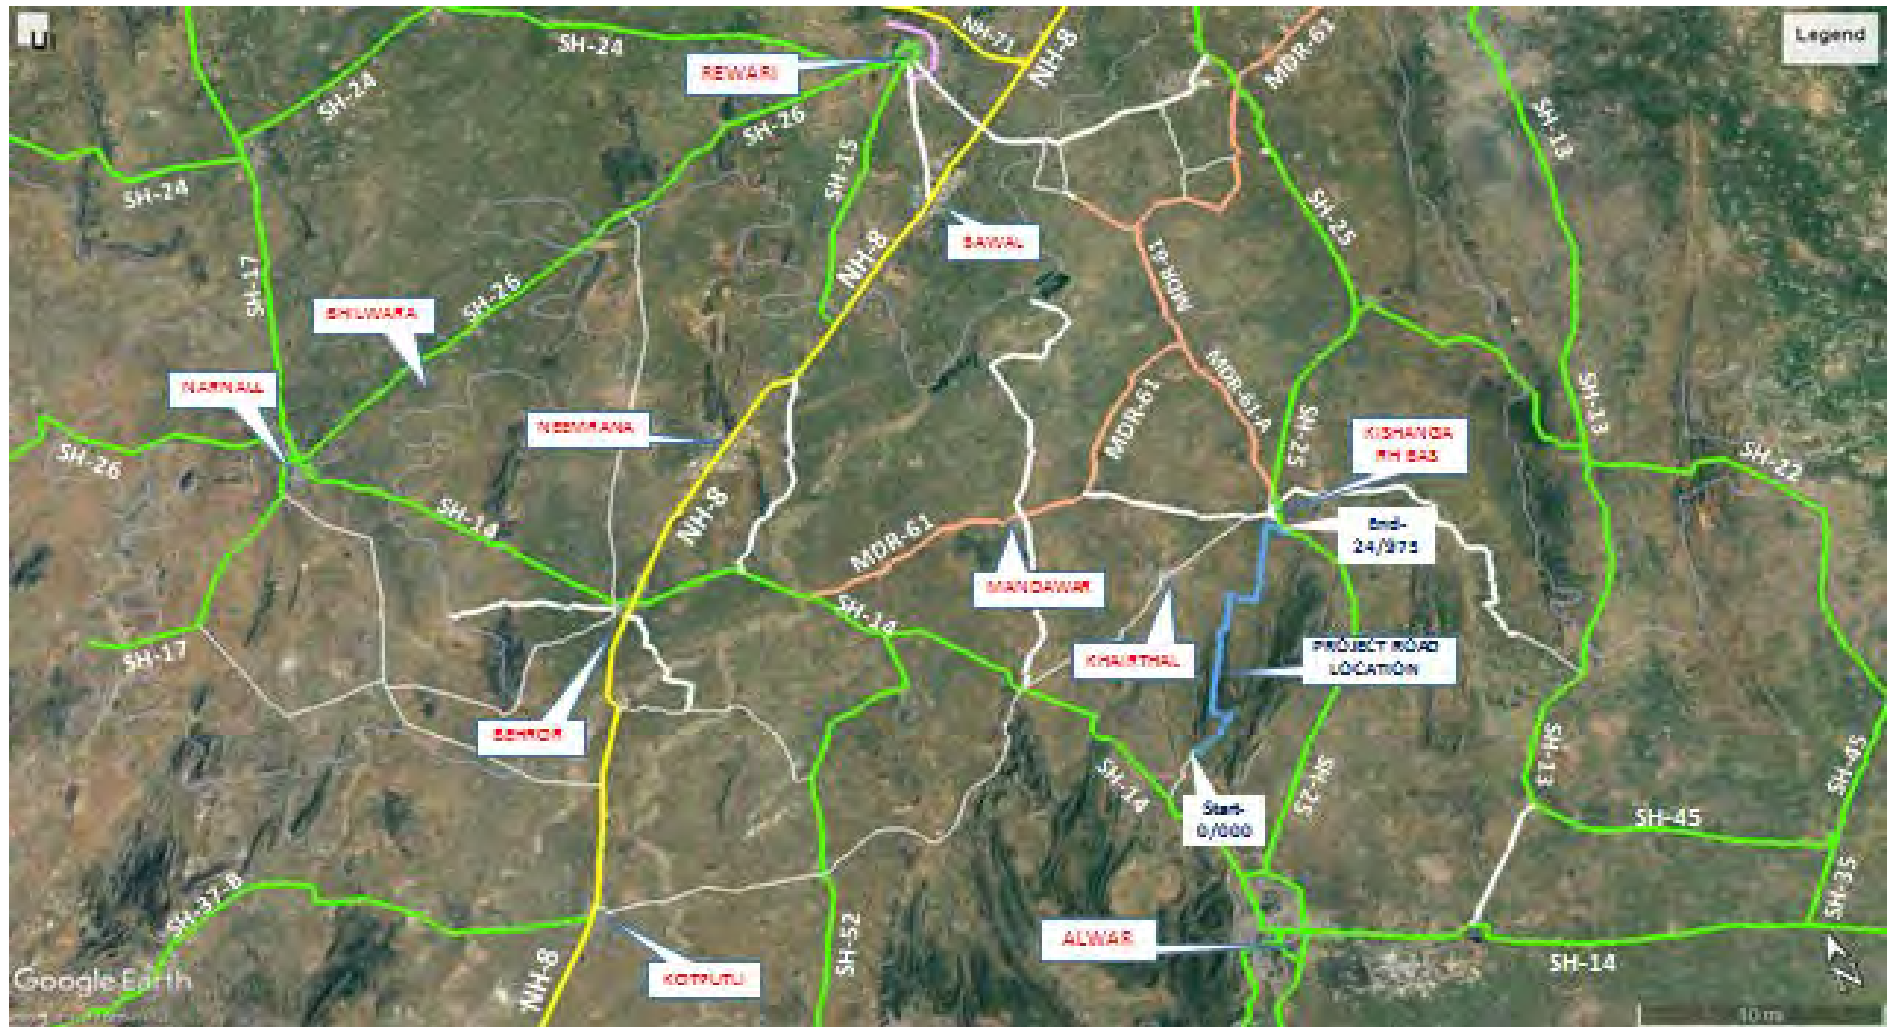 SH-24
NH-71
NH-8
MDR-61
Legend
REWARI
SH-24
SH-26
SH-13
SH-15
SH-24
SH-25
BAWAL
NH-8
SH-17
SH-26
MDR-61
BHILWARA
NARNALL
MDR-61-A
MDR-61
SH-13
NEEMRANA
SH-25
KISHANGA
RH BAS
SH-26
SH-22
SH-14
NH-8
MDR-61
End-
24/975
MANDAWAR
SH-14
SH-17
KHAIRTHAL
PROJECT ROAD
LOCATION
BEHROR
SH-13
SH-14
SH-25
SH-45
Start-
0/000
SH-45
SH-37-B
SH-35
ALWAR
SH-52
SH-14
KOTPUTLI
NH-8
Google Earth
10 mi